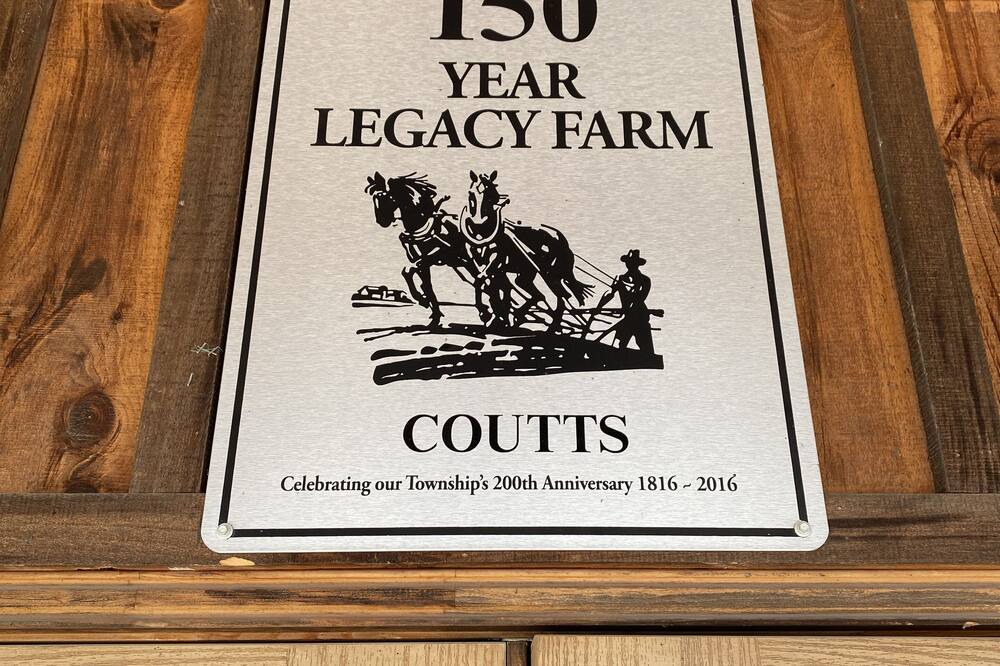 150
YEAR
LEGACY FARM
COUTTS
Celebrating our Township's 200th Anniversary 1816 ~ 2016